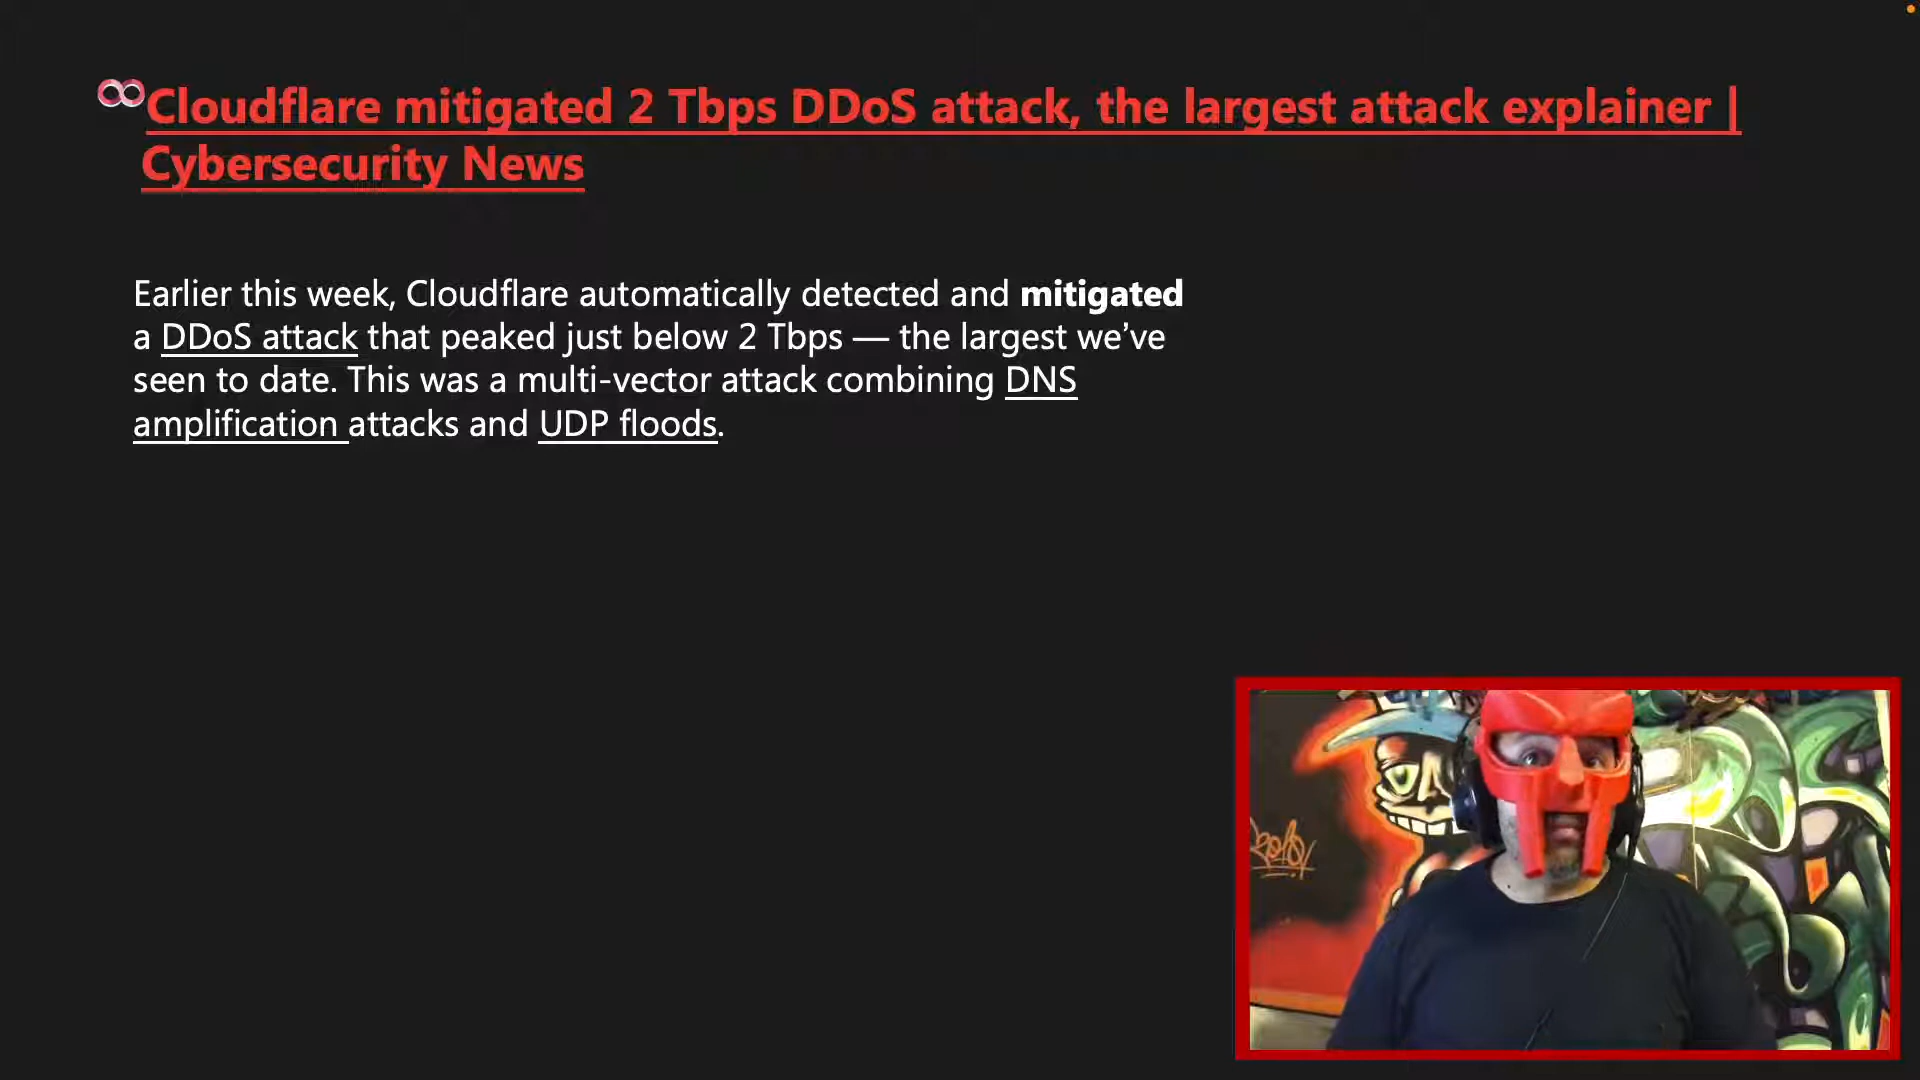 Cloudflare mitigated 2 Tbps DDoS attack, the largest attack explainer |
Cybersecurity News
Earlier this week, Cloudflare automatically detected and mitigated
a DDoS attack that peaked just below 2 Tbps — the largest we’ve
seen to date. This was a multi-vector attack combining DNS
amplification attacks and UDP floods.